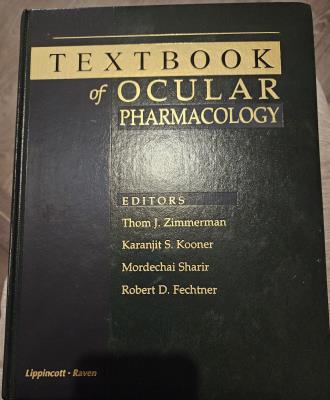 TEXTBOOK
of OCULAR
PHARMACOLOGY
EDITORS
Thom J. Zimmerman
Karanjit S. Kooner
Mordechai Sharir
Robert D. Fechtner
Lippincott • Raven